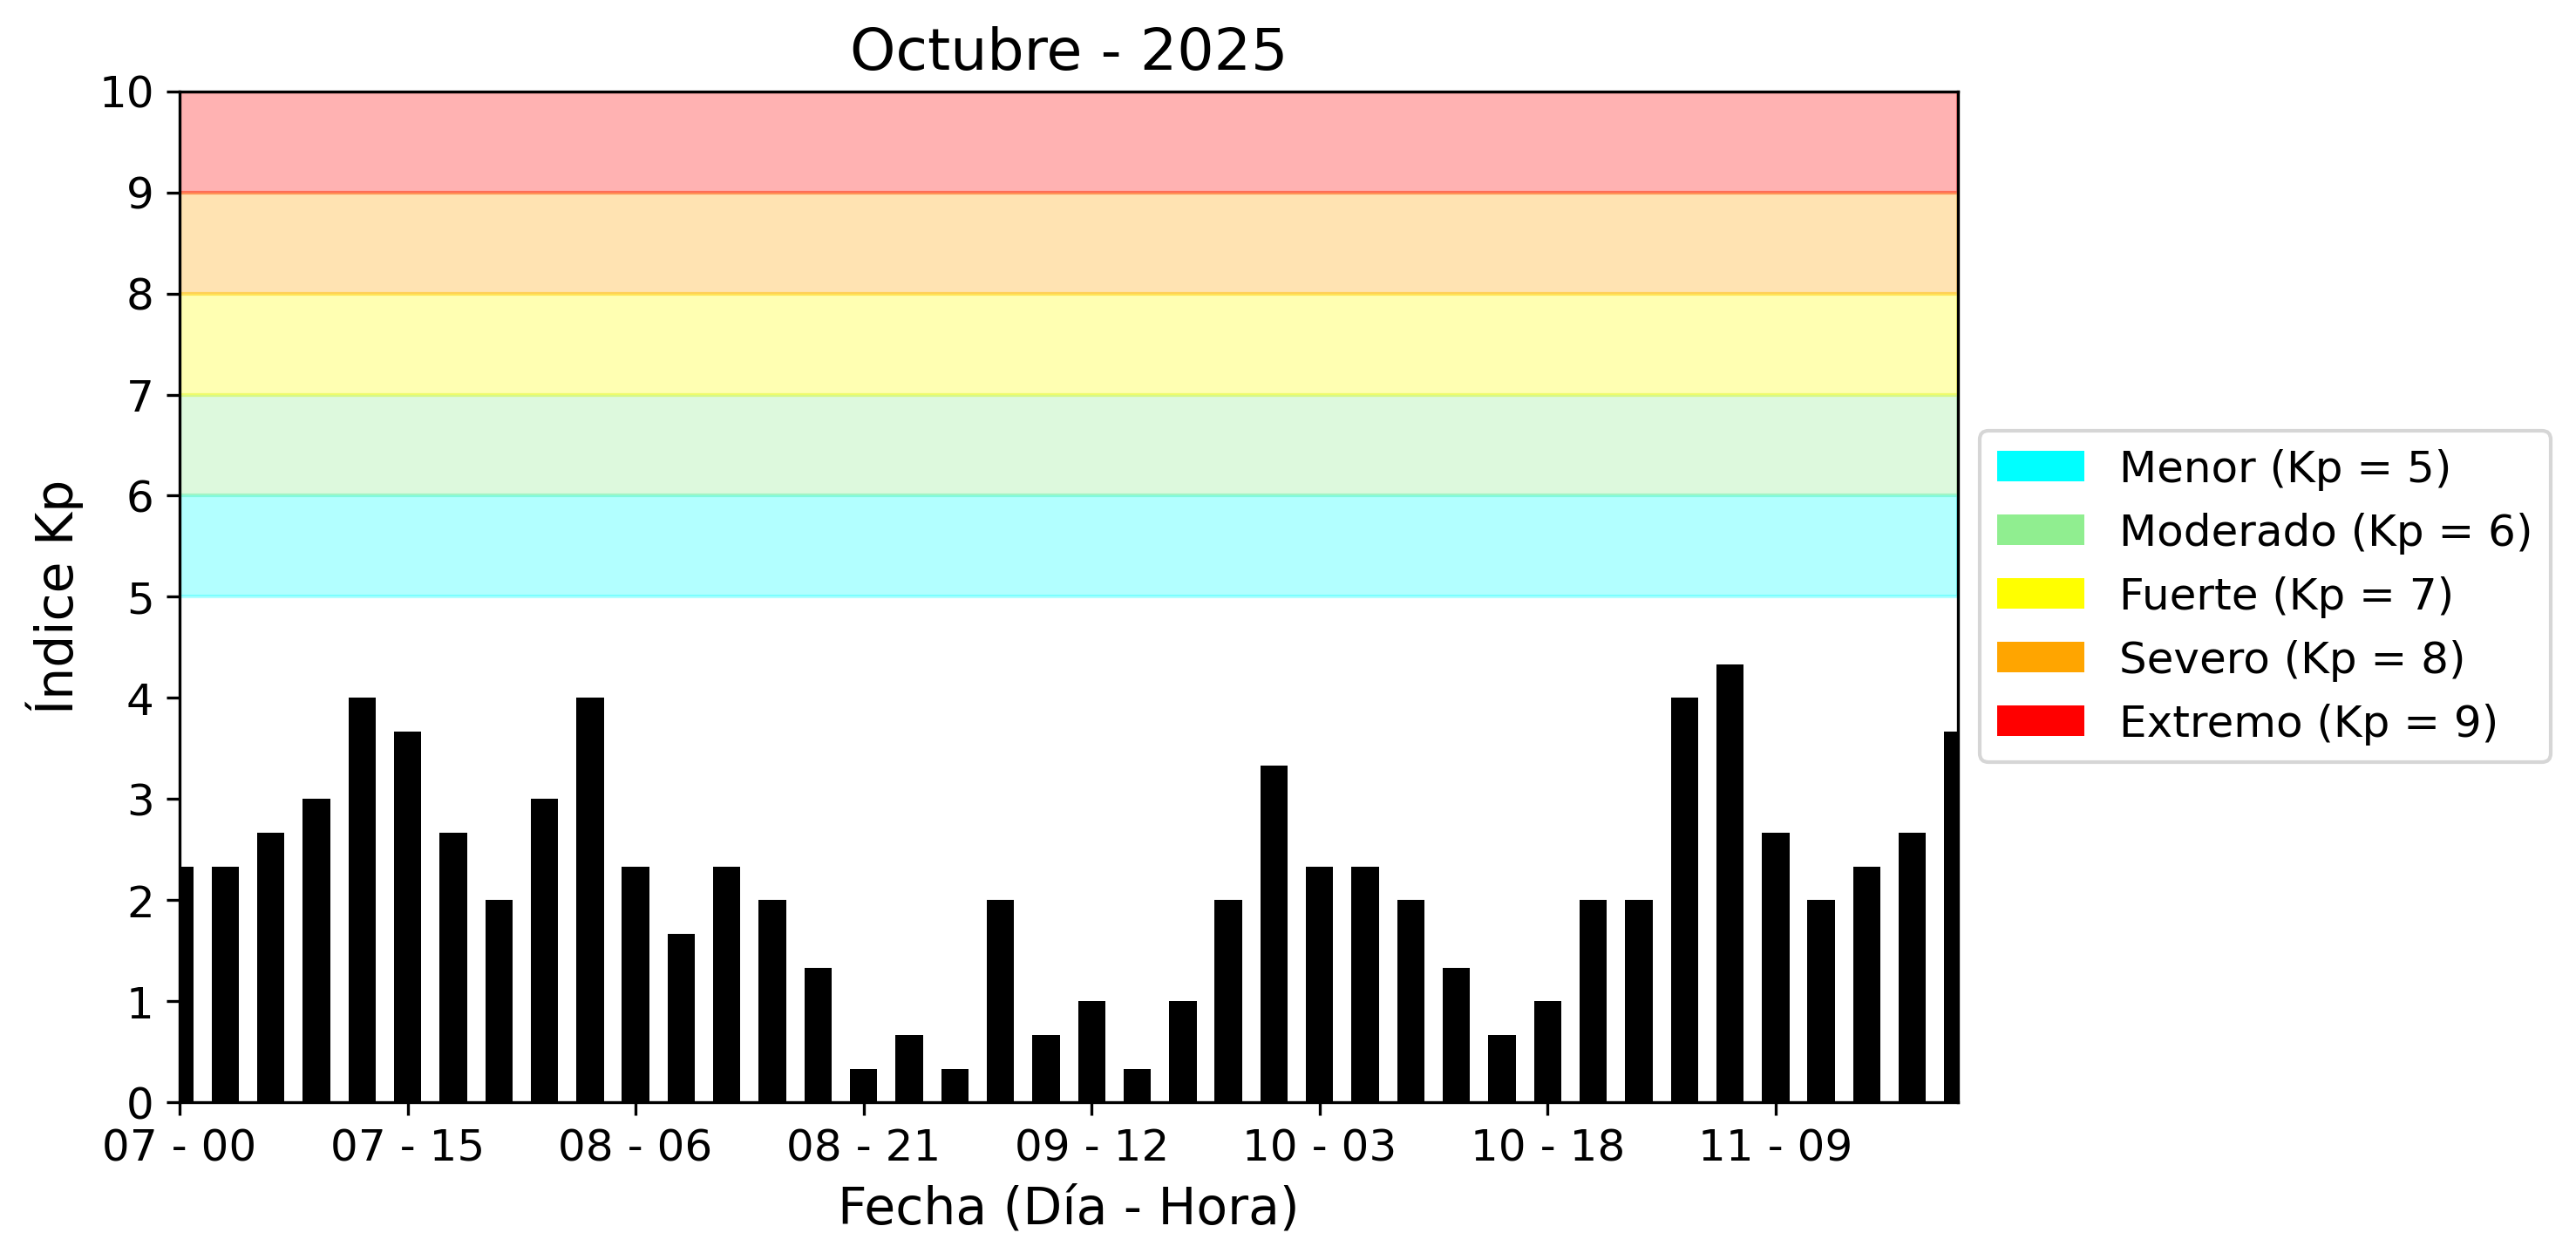 Octubre - 2025
10
9
8
7
6
5
4
3
2
1
0
Índice Kp
07 - 00
07 - 15
08 - 06
08 - 21
09 - 12
10 - 03
10 - 18
11 - 09
Fecha (Día - Hora)
Menor (Kp = 5)
Moderado (Kp = 6)
Fuerte (Kp = 7)
Severo (Kp = 8)
Extremo (Kp = 9)